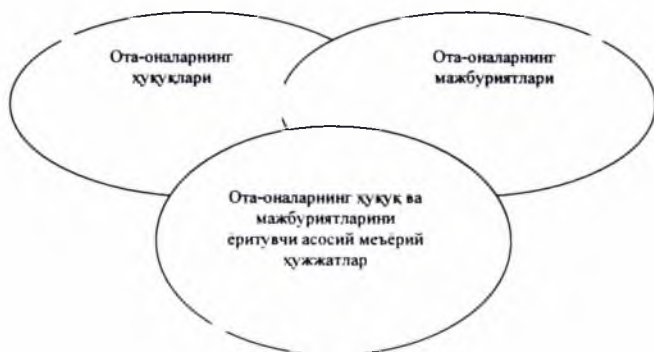 Ота-оналарнинг
ҳуқуқлари
Ота-оналарнинг
мажбуриятлари
Ота-оналарнинг ҳуқуқ ва
мажбуриятларини
ёритувчи асосий меъёрий
ҳужжатлар